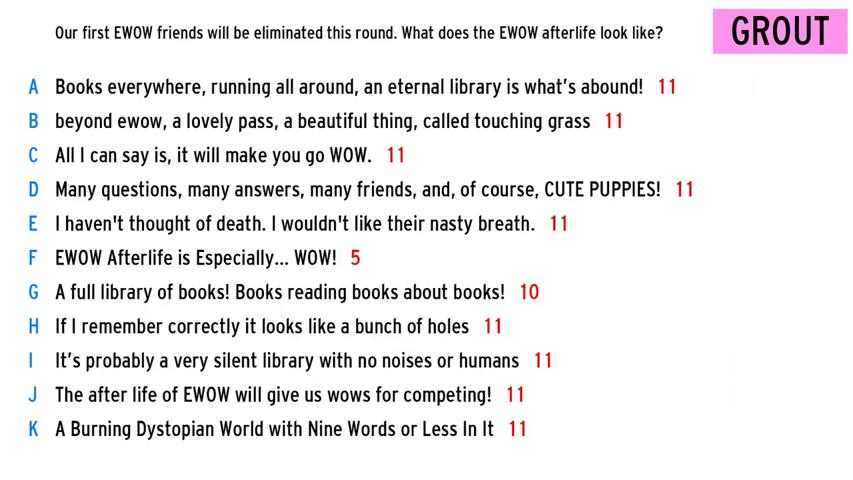 Our first EWOW friends will be eliminated this round. What does the EWOW afterlife look like?
GROUT
A Books everywhere, running all around, an eternal library is what's abound! 11
B beyond ewow, a lovely pass, a beautiful thing, called touching grass 11
C All I can say is, it will make you go WOW. 11
D Many questions, many answers, many friends, and, of course, CUTE PUPPIES! 11
E I haven't thought of death. I wouldn't like their nasty breath. 11
F EWOW Afterlife is Especially... WOW! 5
G A full library of books! Books reading books about books! 10
H If I remember correctly it looks like a bunch of holes 11
I It's probably a very silent library with no noises or humans 11
J The after life of EWOW will give us wows for competing! 11
K A Burning Dystopian World with Nine Words or Less In It 11